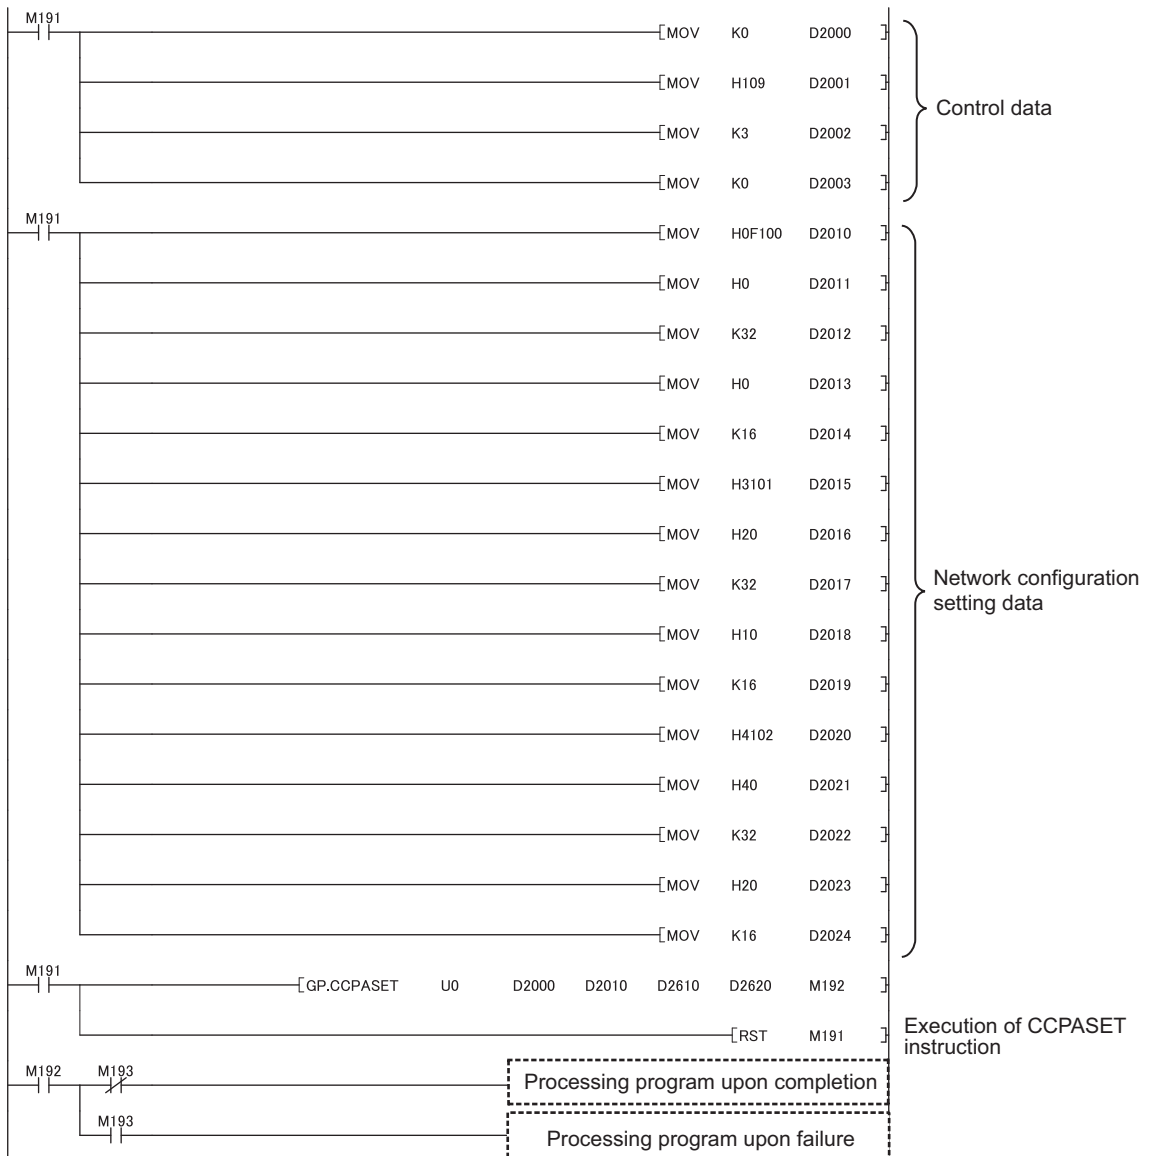 M191
MOV K0 D2000
MOV H109 D2001
Control data
MOV K3 D2002
MOV K0 D2003
M191
MOV H0F100 D2010
MOV H0 D2011
MOV K32 D2012
MOV H0 D2013
MOV K16 D2014
MOV H3101 D2015
MOV H20 D2016
MOV K32 D2017
Network configuration
setting data
MOV H10 D2018
MOV K16 D2019
MOV H4102 D2020
MOV H40 D2021
MOV K32 D2022
MOV H20 D2023
MOV K16 D2024
M191
GP.CCPASET U0 D2000 D2010 D2610 D2620 M192
RST M191
Execution of CCPASET
instruction
M192 M193
Processing program upon completion
M193
Processing program upon failure